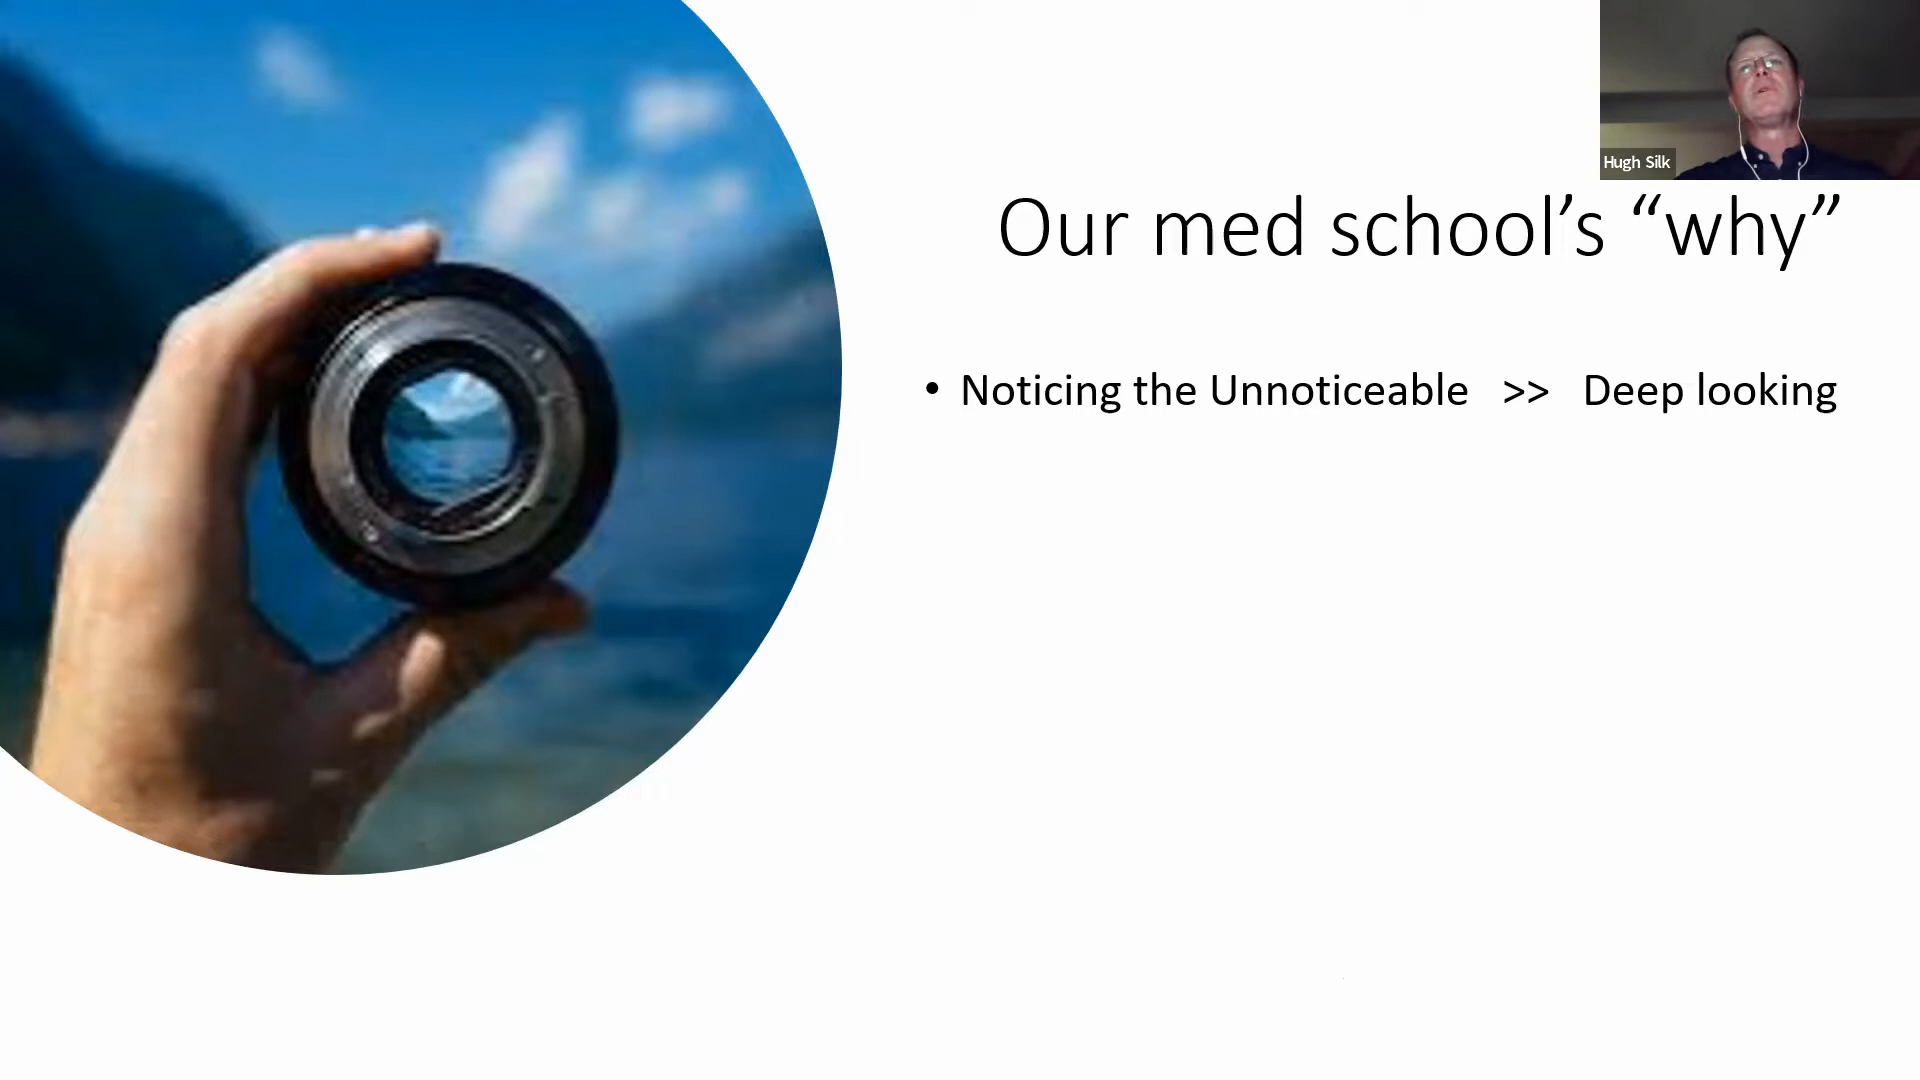 Hugh Silk
Our med school’s “why”
• Noticing the Unnoticeable >> Deep looking